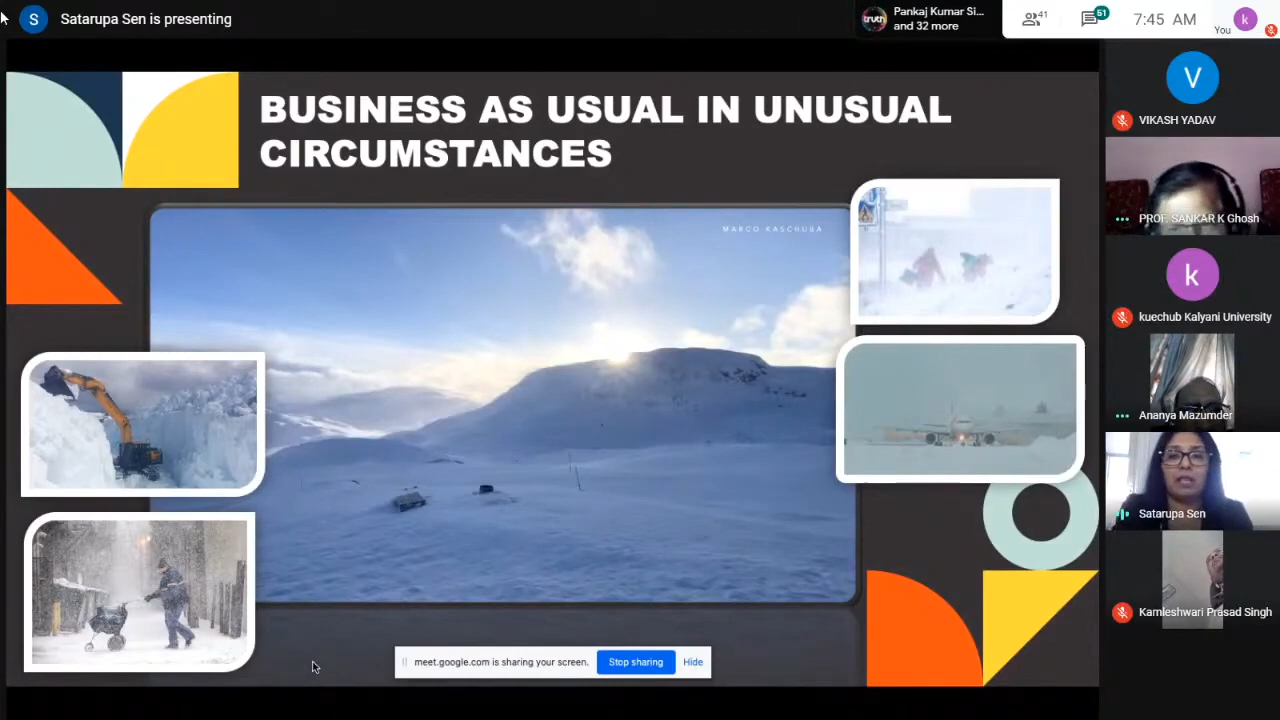 S
Satarupa Sen is presenting
truth
Pankaj Kumar Si...
and 32 more
41
51
7:45 AM
You
k
BUSINESS AS USUAL IN UNUSUAL
CIRCUMSTANCES
MARCO KASCHUBA
meet.google.com is sharing your screen.
Stop sharing
Hide
V
VIKASH YADAV
PROF. SANKAR K Ghosh
k
kuechub Kalyani University
Ananya Mazumder
Satarupa Sen
Kamleshwari Prasad Singh